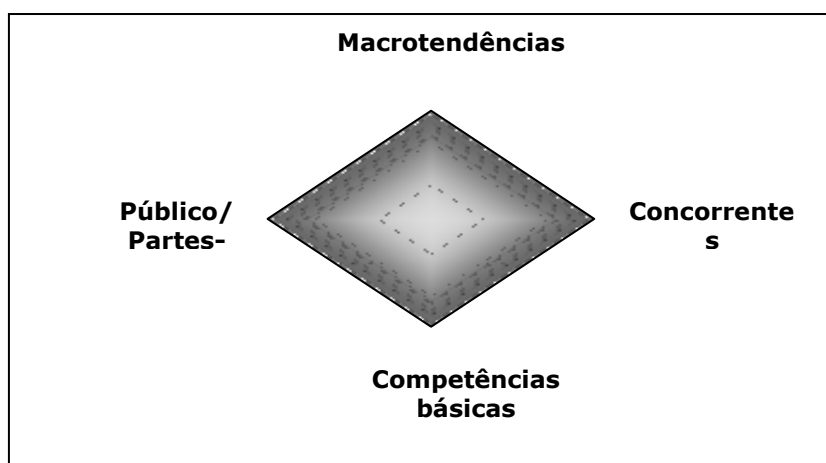 Macrotendências
Público/
Partes-
Concorrente
s
Competências
básicas